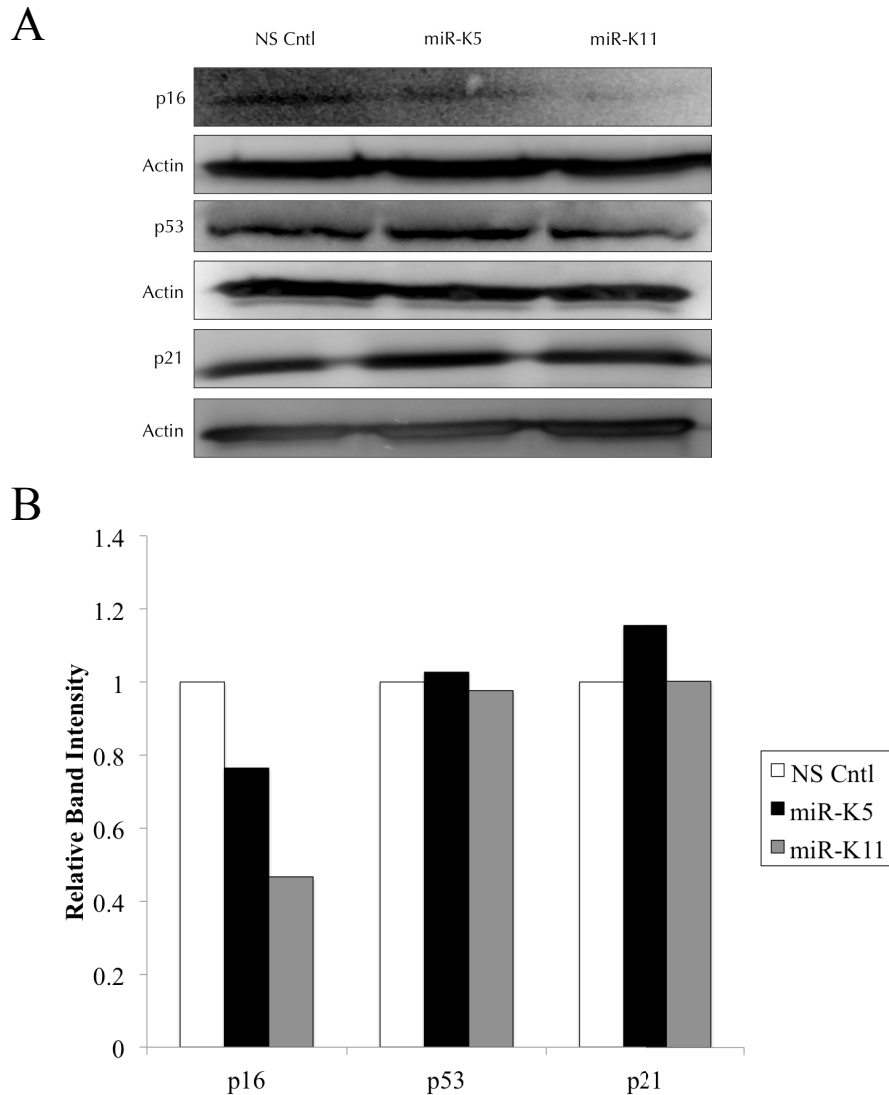 A
NS Cntl miR-K5 miR-K11
p16
Actin
p53
Actin
p21
Actin
B
Relative Band Intensity
1.4
1.2
1
0.8
0.6
0.4
0.2
0
p16 p53 p21
NS Cntl
miR-K5
miR-K11